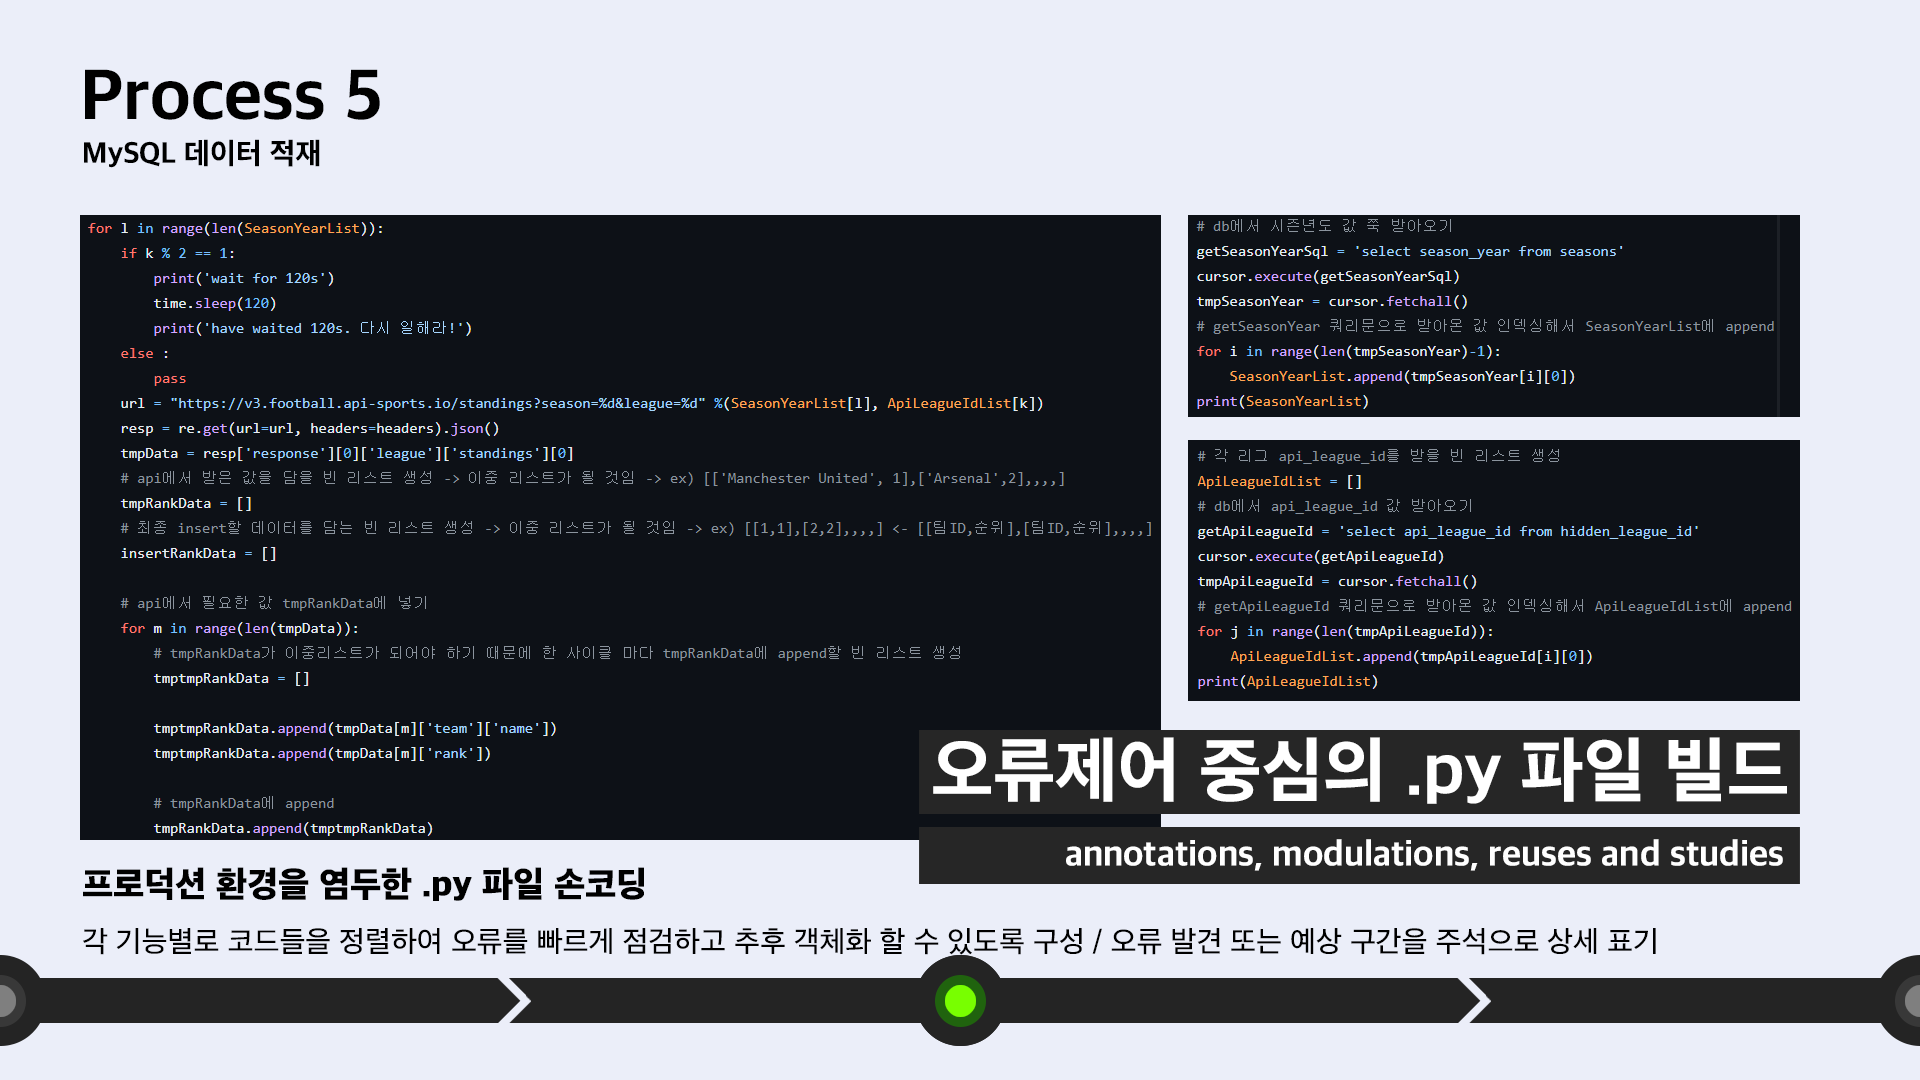 Process 5
MySQL 데이터 적재
for l in range(len(SeasonYearList)):
    if k % 2 == 1:
        print('wait for 120s')
        time.sleep(120)
        print('have waited 120s. 다시 일해라!')
    else :
        pass
    url = "https://v3.football.api-sports.io/standings?season=%d&league=%d" %(SeasonYearList[l], ApiLeagueIdList[k])
    resp = re.get(url=url, headers=headers).json()
    tmpData = resp['response'][0]['league']['standings'][0]
    # api에서 받은 값을 담을 빈 리스트 생성 -> 이중 리스트가 될 것임 -> ex) [['Manchester United', 1],['Arsenal',2],,,,]
    tmpRankData = []
    # 최종 insert할 데이터를 담는 빈 리스트 생성 -> 이중 리스트가 될 것임 -> ex) [[1,1],[2,2],,,,] <- [[팀ID,순위],[팀ID,순위],,,,]
    insertRankData = []
    # api에서 필요한 값 tmpRankData에 넣기
    for m in range(len(tmpData)):
        # tmpRankData가 이중리스트가 되어야 하기 때문에 한 사이클 마다 tmpRankData에 append할 빈 리스트 생성
        tmptmpRankData = []
        tmptmpRankData.append(tmpData[m]['team']['name'])
        tmptmpRankData.append(tmpData[m]['rank'])
        # tmpRankData에 append
        tmpRankData.append(tmptmpRankData)
# db에서 시즌년도 값 쭉 받아오기
getSeasonYearSql = 'select season_year from seasons'
cursor.execute(getSeasonYearSql)
tmpSeasonYear = cursor.fetchall()
# getSeasonYear 쿼리문으로 받아온 값 인덱싱해서 SeasonYearList에 append
for i in range(len(tmpSeasonYear)-1):
    SeasonYearList.append(tmpSeasonYear[i][0])
print(SeasonYearList)
# 각 리그 api_league_id를 받을 빈 리스트 생성
ApiLeagueIdList = []
# db에서 api_league_id 값 받아오기
getApiLeagueId = 'select api_league_id from hidden_league_id'
cursor.execute(getApiLeagueId)
tmpApiLeagueId = cursor.fetchall()
# getApiLeagueId 쿼리문으로 받아온 값 인덱싱해서 ApiLeagueIdList에 append
for j in range(len(tmpApiLeagueId)):
    ApiLeagueIdList.append(tmpApiLeagueId[i][0])
print(ApiLeagueIdList)
오류제어 중심의 .py 파일 빌드
annotations, modulations, reuses and studies
프로덕션 환경을 염두한 .py 파일 손코딩
각 기능별로 코드들을 정렬하여 오류를 빠르게 점검하고 추후 객체화 할 수 있도록 구성 / 오류 발견 또는 예상 구간을 주석으로 상세 표기